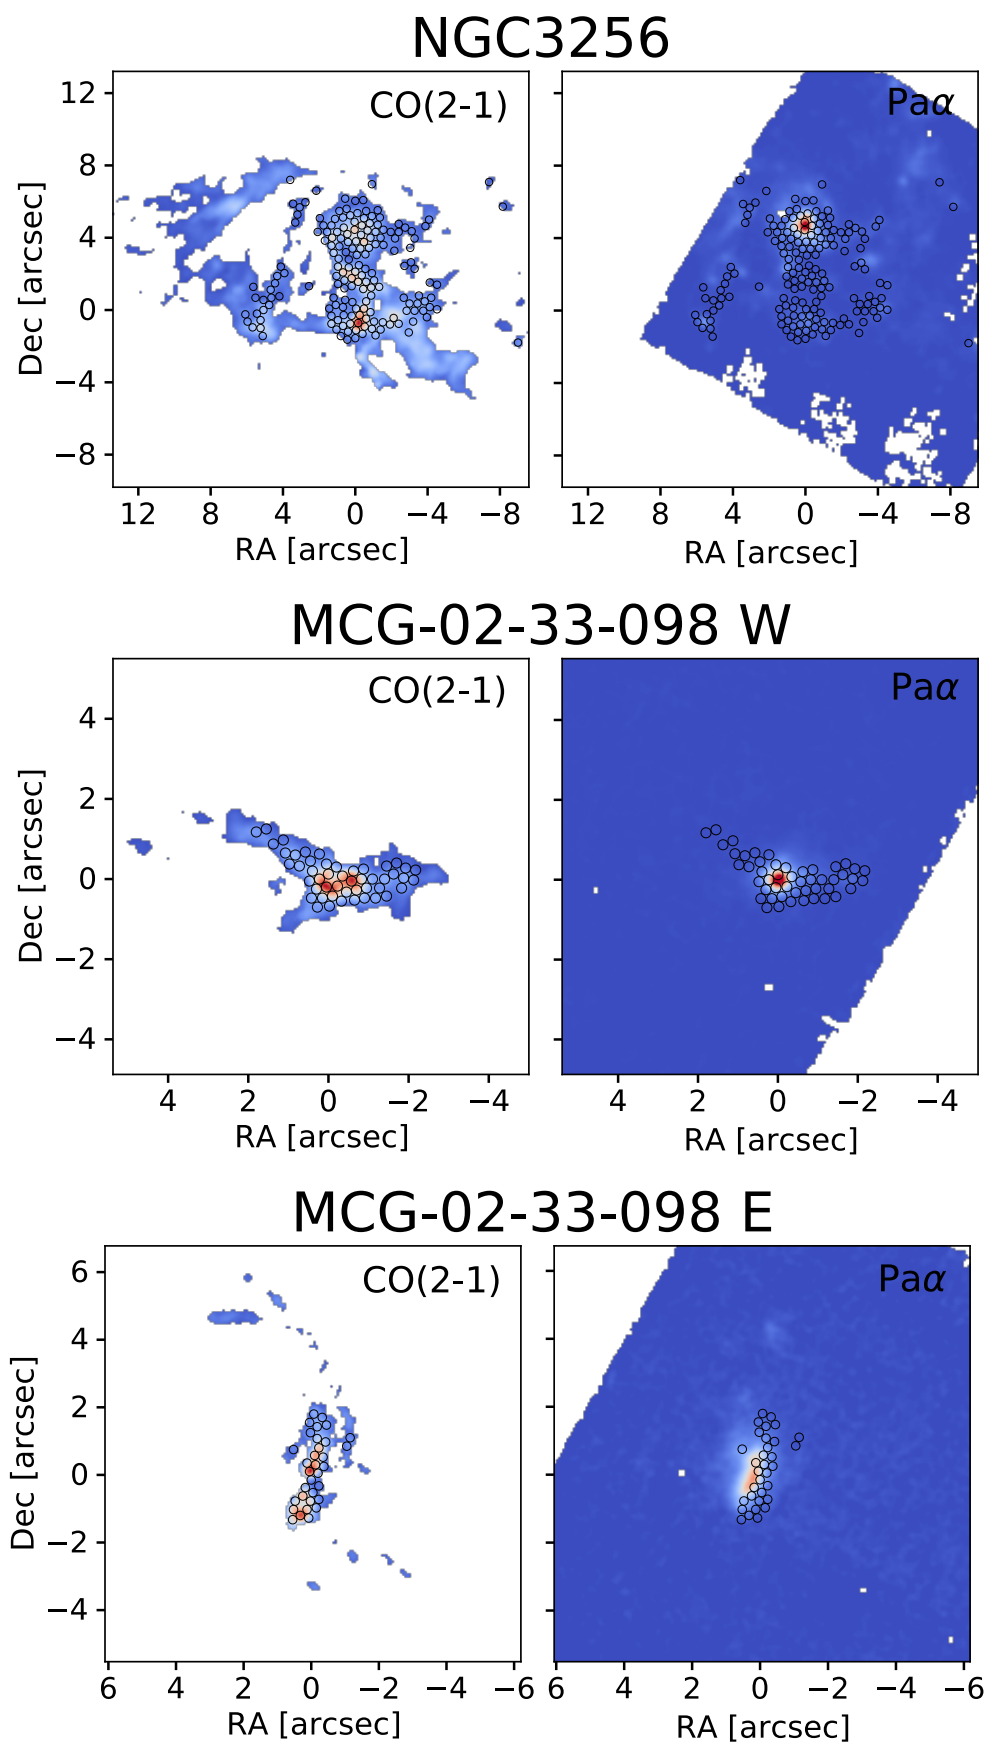 NGC3256
CO(2-1)
Paα
12
8
4
0
−4
−8
Dec [arcsec]
12 8 4 0 −4 −8
12 8 4 0 −4 −8
RA [arcsec]
RA [arcsec]
MCG-02-33-098 W
CO(2-1)
Paα
4
2
0
−2
−4
Dec [arcsec]
4 2 0 −2 −4
4 2 0 −2 −4
RA [arcsec]
RA [arcsec]
MCG-02-33-098 E
CO(2-1)
Paα
6
4
2
0
−2
−4
Dec [arcsec]
6 4 2 0 −2 −4 −6
6 4 2 0 −2 −4 −6
RA [arcsec]
RA [arcsec]